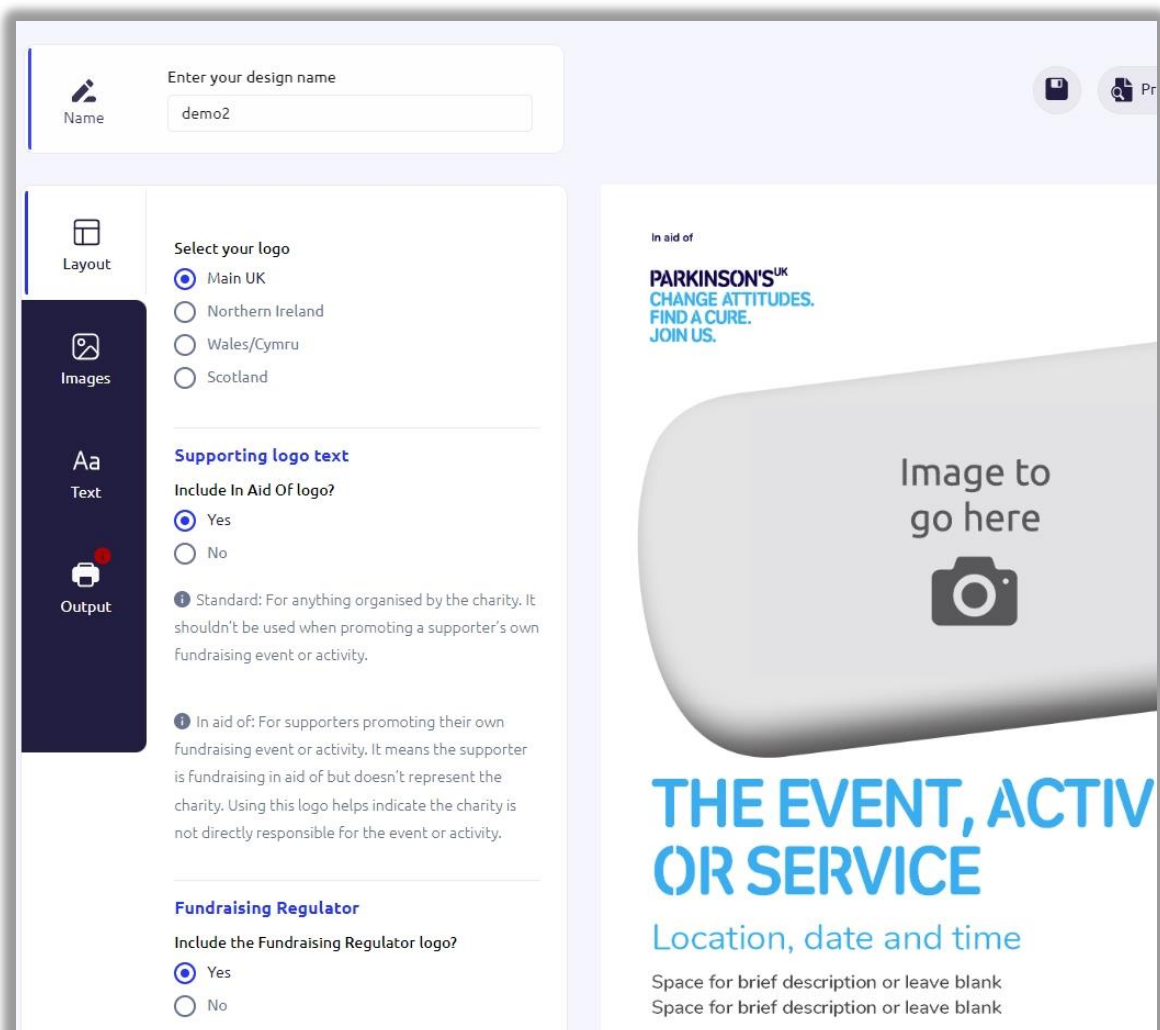 Name
Enter your design name
demo2
Pr
Layout
Images
Aa
Text
Output
Select your logo
Main UK
Northern Ireland
Wales/Cymru
Scotland
Supporting logo text
Include In Aid Of logo?
Yes
No
Standard: For anything organised by the charity. It
shouldn't be used when promoting a supporter's own
fundraising event or activity.
In aid of: For supporters promoting their own
fundraising event or activity. It means the supporter
is fundraising in aid of but doesn't represent the
charity. Using this logo helps indicate the charity is
not directly responsible for the event or activity.
Fundraising Regulator
Include the Fundraising Regulator logo?
Yes
No
In aid of
PARKINSON'S UK
CHANGE ATTITUDES.
FIND A CURE.
JOIN US.
Image to
go here
THE EVENT, ACTIV
OR SERVICE
Location, date and time
Space for brief description or leave blank
Space for brief description or leave blank